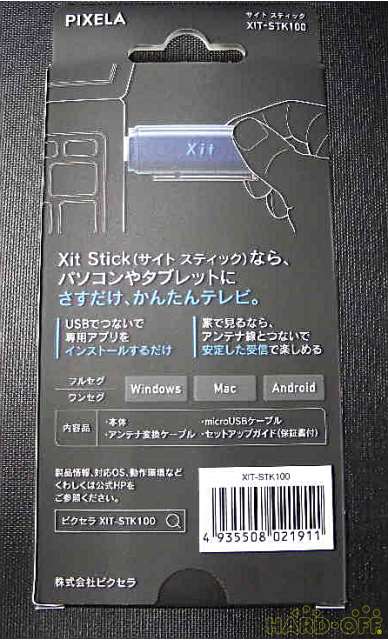 PIXELA
サイト スティック
XIT-STK100
Xit
Xit Stick(サイト スティック)なら、
パソコンやタブレットに
さすだけ、かんたんテレビ。
USBでつないで
専用アプリを
インストールするだけ
家で見るなら、
アンテナ線とつないで
安定した受信で楽しめる
フルセグ
ワンセグ
Windows
Mac
Android
内容品
・本体
・microUSBケーブル
・アンテナ変換ケーブル
・セットアップガイド(保証書付)
製品情報、対応OS、動作環境など
くわしくは公式HPを
ご参照ください。
ピクセラ XIT-STK100
XIT-STK100
4 935508 021911
株式会社ピクセラ
HARD-OFF